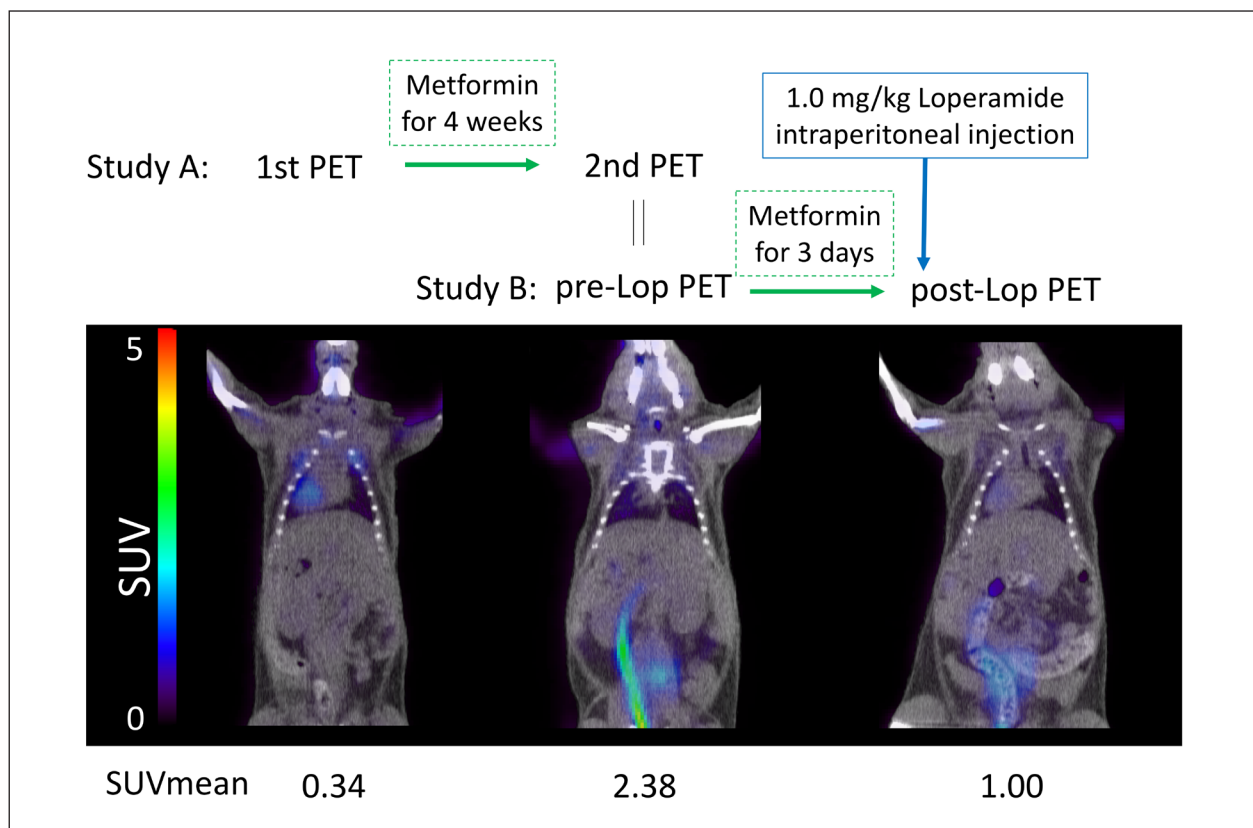 Metformin
for 4 weeks
1.0 mg/kg Loperamide
intraperitoneal injection
Study A: 1st PET 2nd PET
Metformin
for 3 days
Study B: pre-Lop PET post-Lop PET
5
SUV
0
SUVmean 0.34 2.38 1.00